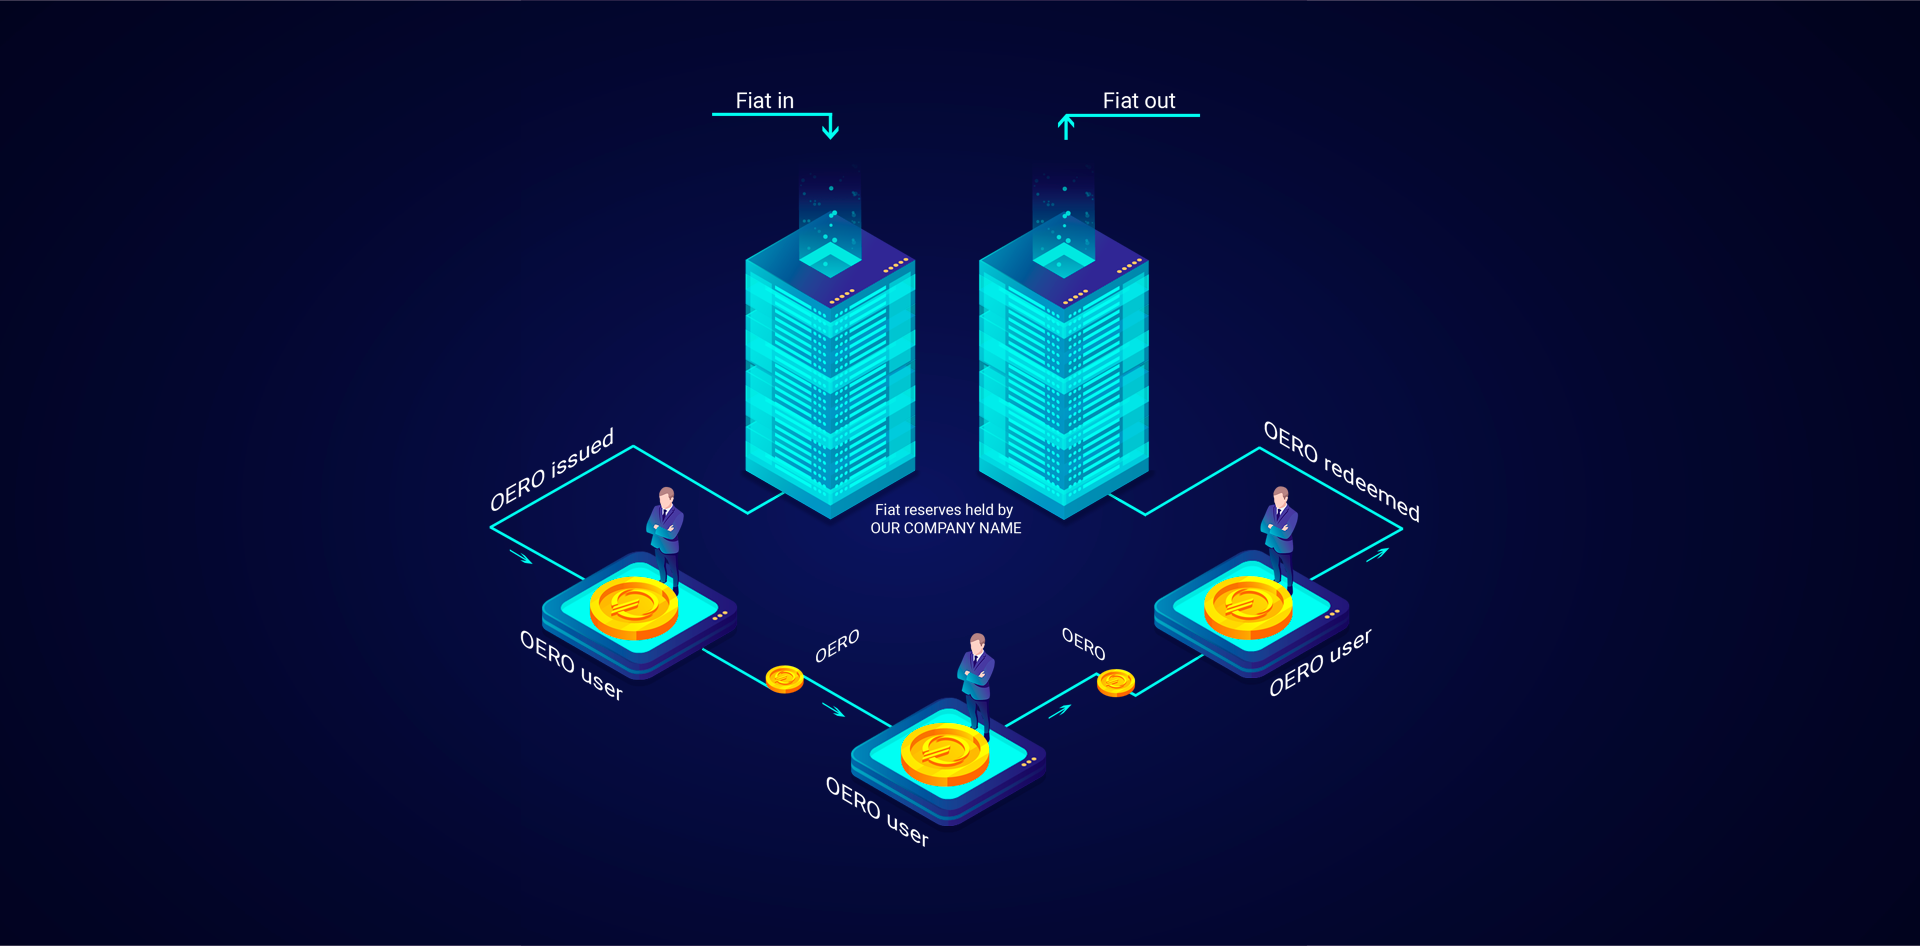 Fiat in
Fiat out
OERO issued
OERO redeemed
Fiat reserves held by
OUR COMPANY NAME
OERO user
OERO
OERO
OERO user
OERO user